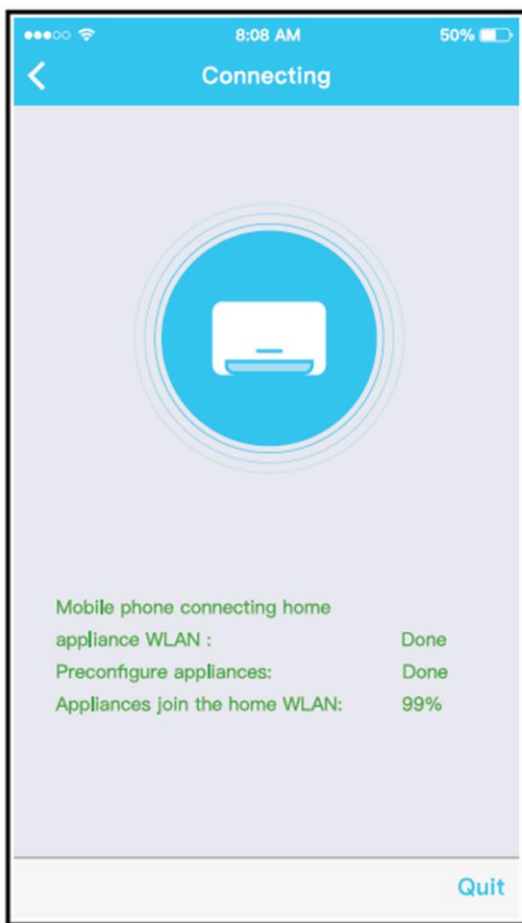 8:08 AM 50%
Connecting
Mobile phone connecting home
appliance WLAN : Done
Preconfigure appliances: Done
Appliances join the home WLAN: 99%
Quit